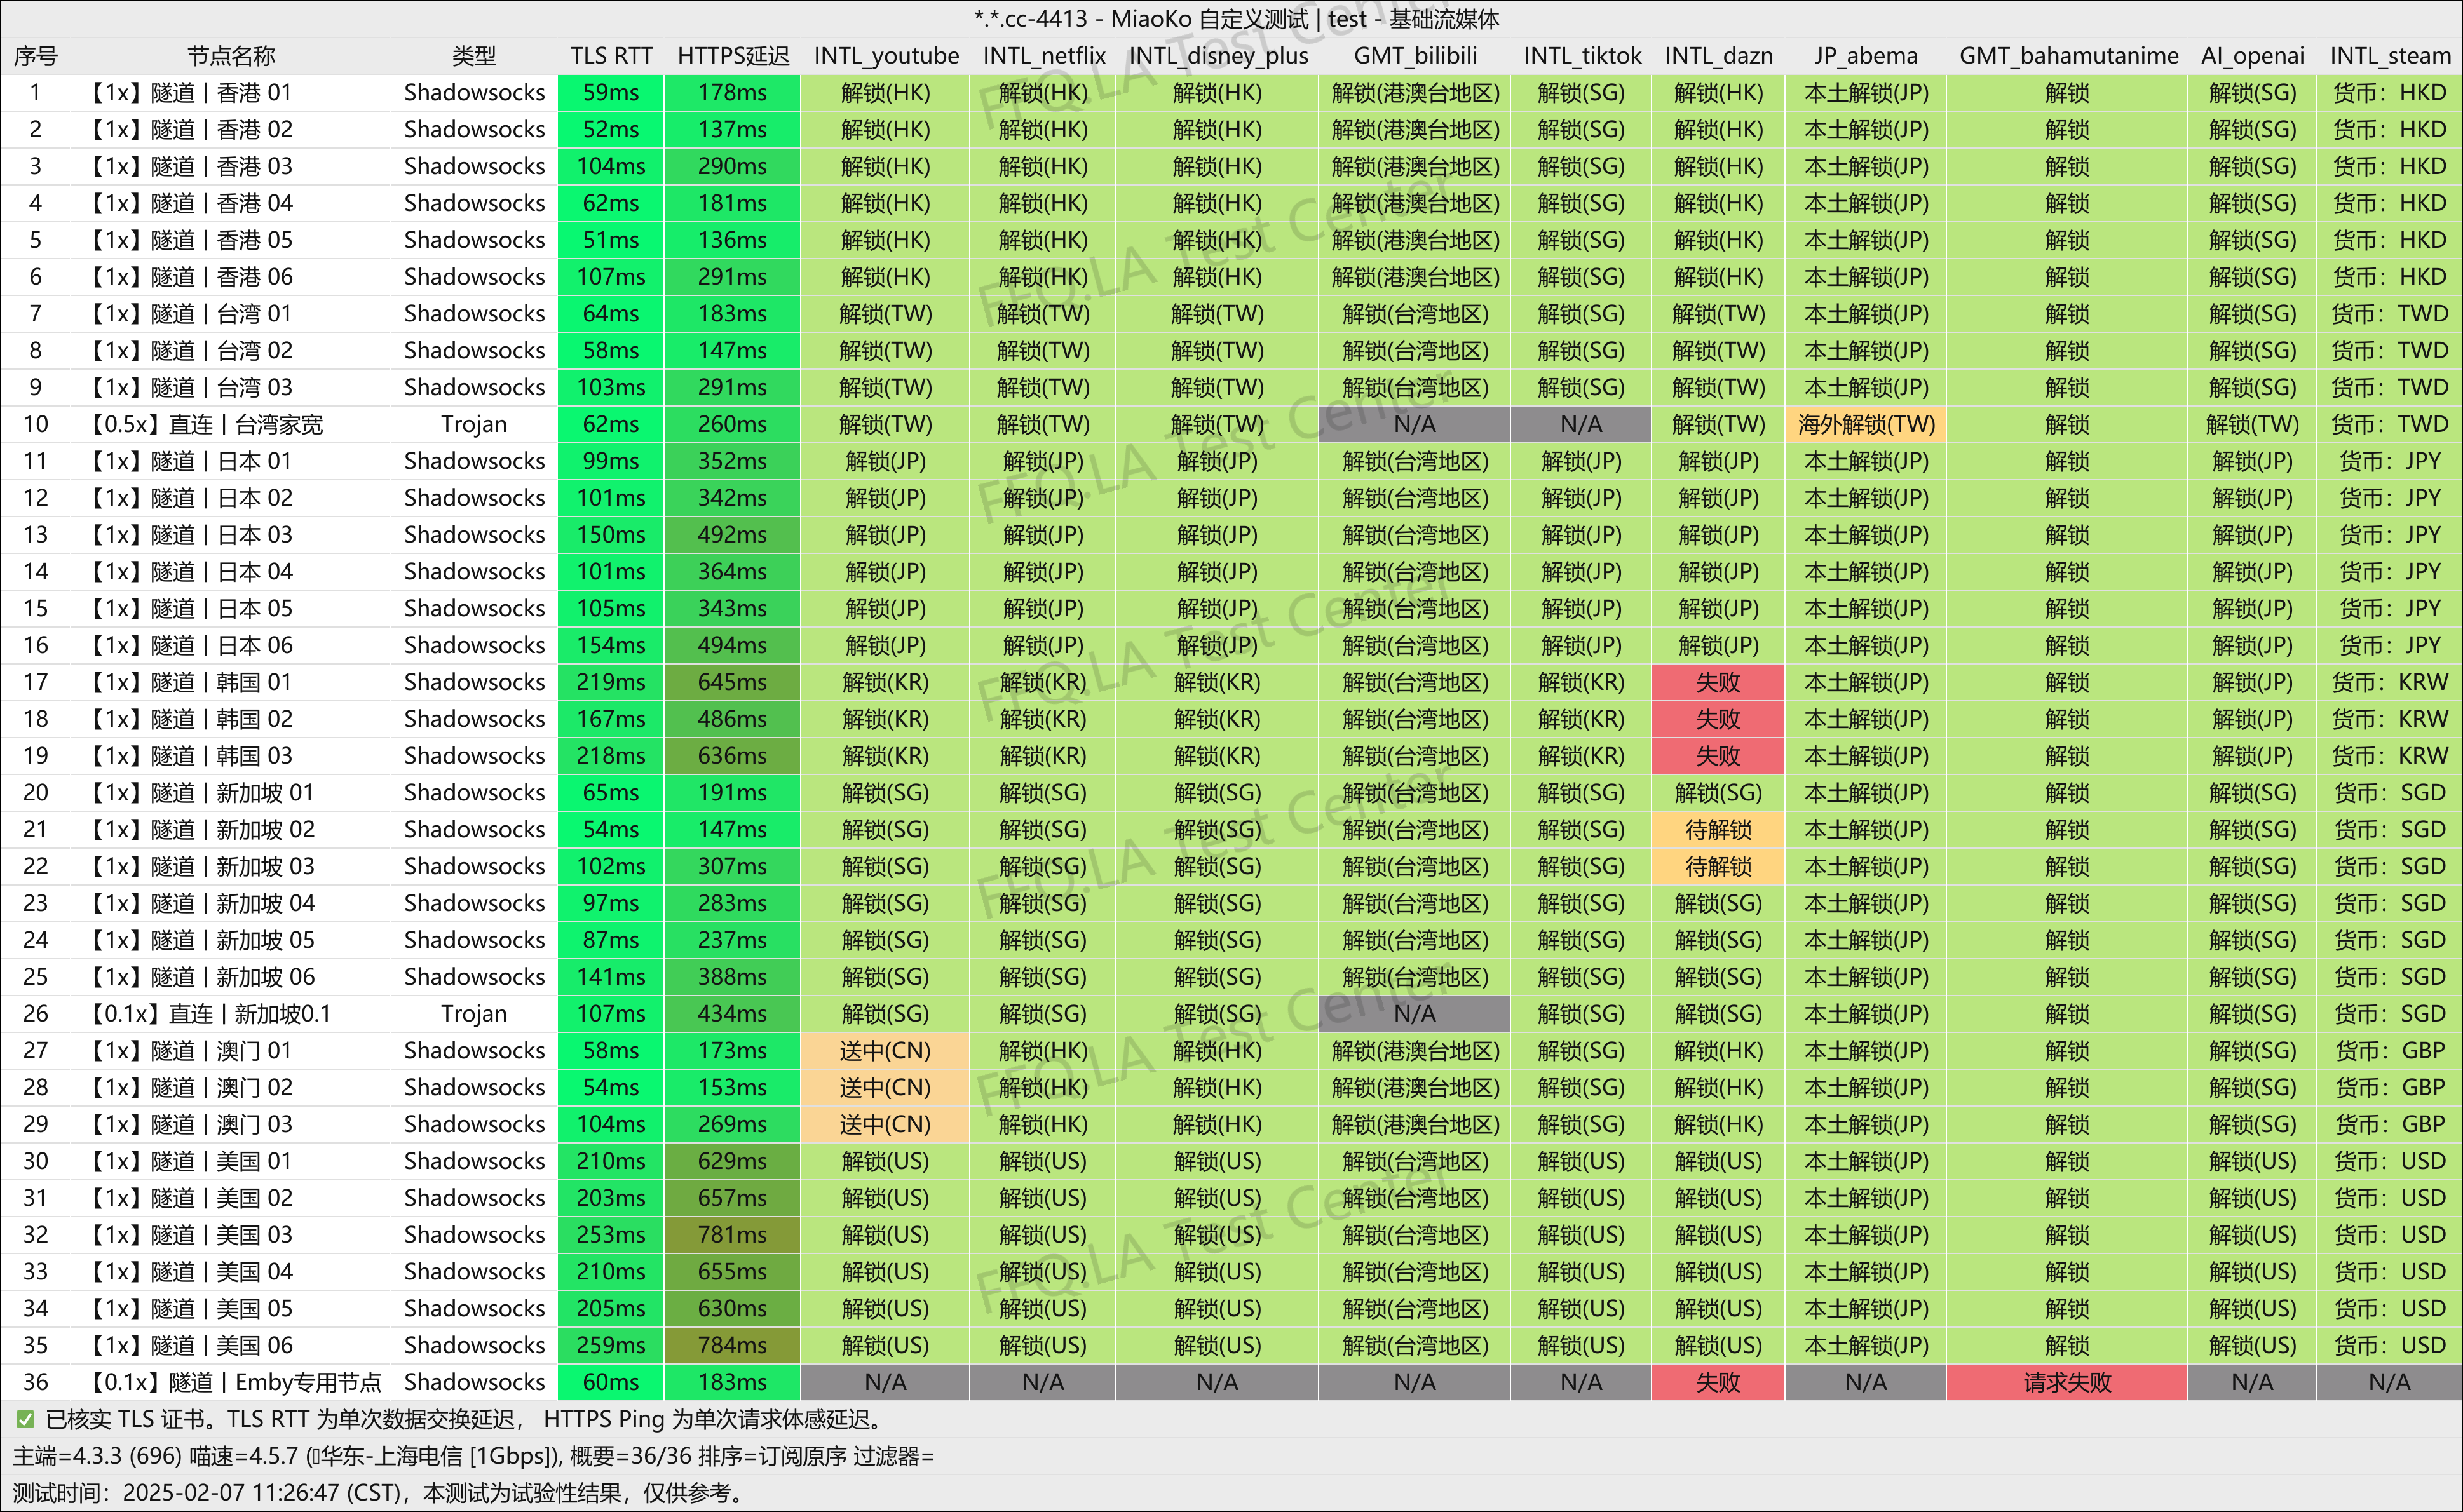 *.*.cc-4413 - MiaoKo 自定义测试 | test - 基础流媒体
序号 节点名称 类型 TLS RTT HTTPS延迟 INTL_youtube INTL_netflix INTL_disney_plus GMT_bilibili INTL_tiktok INTL_dazn JP_abema GMT_bahamutanime AI_openai INTL_steam
1 【1x】隧道丨香港 01 Shadowsocks 59ms 178ms 解锁(HK) 解锁(HK) 解锁(HK) 解锁(港澳台地区) 解锁(SG) 解锁(HK) 本土解锁(JP) 解锁 解锁(SG) 货币：HKD
2 【1x】隧道丨香港 02 Shadowsocks 52ms 137ms 解锁(HK) 解锁(HK) 解锁(HK) 解锁(港澳台地区) 解锁(SG) 解锁(HK) 本土解锁(JP) 解锁 解锁(SG) 货币：HKD
3 【1x】隧道丨香港 03 Shadowsocks 104ms 290ms 解锁(HK) 解锁(HK) 解锁(HK) 解锁(港澳台地区) 解锁(SG) 解锁(HK) 本土解锁(JP) 解锁 解锁(SG) 货币：HKD
4 【1x】隧道丨香港 04 Shadowsocks 62ms 181ms 解锁(HK) 解锁(HK) 解锁(HK) 解锁(港澳台地区) 解锁(SG) 解锁(HK) 本土解锁(JP) 解锁 解锁(SG) 货币：HKD
5 【1x】隧道丨香港 05 Shadowsocks 51ms 136ms 解锁(HK) 解锁(HK) 解锁(HK) 解锁(港澳台地区) 解锁(SG) 解锁(HK) 本土解锁(JP) 解锁 解锁(SG) 货币：HKD
6 【1x】隧道丨香港 06 Shadowsocks 107ms 291ms 解锁(HK) 解锁(HK) 解锁(HK) 解锁(港澳台地区) 解锁(SG) 解锁(HK) 本土解锁(JP) 解锁 解锁(SG) 货币：HKD
7 【1x】隧道丨台湾 01 Shadowsocks 64ms 183ms 解锁(TW) 解锁(TW) 解锁(TW) 解锁(台湾地区) 解锁(SG) 解锁(TW) 本土解锁(JP) 解锁 解锁(SG) 货币：TWD
8 【1x】隧道丨台湾 02 Shadowsocks 58ms 147ms 解锁(TW) 解锁(TW) 解锁(TW) 解锁(台湾地区) 解锁(SG) 解锁(TW) 本土解锁(JP) 解锁 解锁(SG) 货币：TWD
9 【1x】隧道丨台湾 03 Shadowsocks 103ms 291ms 解锁(TW) 解锁(TW) 解锁(TW) 解锁(台湾地区) 解锁(SG) 解锁(TW) 本土解锁(JP) 解锁 解锁(SG) 货币：TWD
10 【0.5x】直连丨台湾家宽 Trojan 62ms 260ms 解锁(TW) 解锁(TW) 解锁(TW) N/A N/A 解锁(TW) 海外解锁(TW) 解锁 解锁(TW) 货币：TWD
11 【1x】隧道丨日本 01 Shadowsocks 99ms 352ms 解锁(JP) 解锁(JP) 解锁(JP) 解锁(台湾地区) 解锁(JP) 解锁(JP) 本土解锁(JP) 解锁 解锁(JP) 货币：JPY
12 【1x】隧道丨日本 02 Shadowsocks 101ms 342ms 解锁(JP) 解锁(JP) 解锁(JP) 解锁(台湾地区) 解锁(JP) 解锁(JP) 本土解锁(JP) 解锁 解锁(JP) 货币：JPY
13 【1x】隧道丨日本 03 Shadowsocks 150ms 492ms 解锁(JP) 解锁(JP) 解锁(JP) 解锁(台湾地区) 解锁(JP) 解锁(JP) 本土解锁(JP) 解锁 解锁(JP) 货币：JPY
14 【1x】隧道丨日本 04 Shadowsocks 101ms 364ms 解锁(JP) 解锁(JP) 解锁(JP) 解锁(台湾地区) 解锁(JP) 解锁(JP) 本土解锁(JP) 解锁 解锁(JP) 货币：JPY
15 【1x】隧道丨日本 05 Shadowsocks 105ms 343ms 解锁(JP) 解锁(JP) 解锁(JP) 解锁(台湾地区) 解锁(JP) 解锁(JP) 本土解锁(JP) 解锁 解锁(JP) 货币：JPY
16 【1x】隧道丨日本 06 Shadowsocks 154ms 494ms 解锁(JP) 解锁(JP) 解锁(JP) 解锁(台湾地区) 解锁(JP) 解锁(JP) 本土解锁(JP) 解锁 解锁(JP) 货币：JPY
17 【1x】隧道丨韩国 01 Shadowsocks 219ms 645ms 解锁(KR) 解锁(KR) 解锁(KR) 解锁(台湾地区) 解锁(KR) 失败 本土解锁(JP) 解锁 解锁(JP) 货币：KRW
18 【1x】隧道丨韩国 02 Shadowsocks 167ms 486ms 解锁(KR) 解锁(KR) 解锁(KR) 解锁(台湾地区) 解锁(KR) 失败 本土解锁(JP) 解锁 解锁(JP) 货币：KRW
19 【1x】隧道丨韩国 03 Shadowsocks 218ms 636ms 解锁(KR) 解锁(KR) 解锁(KR) 解锁(台湾地区) 解锁(KR) 失败 本土解锁(JP) 解锁 解锁(JP) 货币：KRW
20 【1x】隧道丨新加坡 01 Shadowsocks 65ms 191ms 解锁(SG) 解锁(SG) 解锁(SG) 解锁(台湾地区) 解锁(SG) 解锁(SG) 本土解锁(JP) 解锁 解锁(SG) 货币：SGD
21 【1x】隧道丨新加坡 02 Shadowsocks 54ms 147ms 解锁(SG) 解锁(SG) 解锁(SG) 解锁(台湾地区) 解锁(SG) 待解锁 本土解锁(JP) 解锁 解锁(SG) 货币：SGD
22 【1x】隧道丨新加坡 03 Shadowsocks 102ms 307ms 解锁(SG) 解锁(SG) 解锁(SG) 解锁(台湾地区) 解锁(SG) 待解锁 本土解锁(JP) 解锁 解锁(SG) 货币：SGD
23 【1x】隧道丨新加坡 04 Shadowsocks 97ms 283ms 解锁(SG) 解锁(SG) 解锁(SG) 解锁(台湾地区) 解锁(SG) 解锁(SG) 本土解锁(JP) 解锁 解锁(SG) 货币：SGD
24 【1x】隧道丨新加坡 05 Shadowsocks 87ms 237ms 解锁(SG) 解锁(SG) 解锁(SG) 解锁(台湾地区) 解锁(SG) 解锁(SG) 本土解锁(JP) 解锁 解锁(SG) 货币：SGD
25 【1x】隧道丨新加坡 06 Shadowsocks 141ms 388ms 解锁(SG) 解锁(SG) 解锁(SG) 解锁(台湾地区) 解锁(SG) 解锁(SG) 本土解锁(JP) 解锁 解锁(SG) 货币：SGD
26 【0.1x】直连丨新加坡0.1 Trojan 107ms 434ms 解锁(SG) 解锁(SG) 解锁(SG) N/A 解锁(SG) 解锁(SG) 本土解锁(JP) 解锁 解锁(SG) 货币：SGD
27 【1x】隧道丨澳门 01 Shadowsocks 58ms 173ms 送中(CN) 解锁(HK) 解锁(HK) 解锁(港澳台地区) 解锁(SG) 解锁(HK) 本土解锁(JP) 解锁 解锁(SG) 货币：GBP
28 【1x】隧道丨澳门 02 Shadowsocks 54ms 153ms 送中(CN) 解锁(HK) 解锁(HK) 解锁(港澳台地区) 解锁(SG) 解锁(HK) 本土解锁(JP) 解锁 解锁(SG) 货币：GBP
29 【1x】隧道丨澳门 03 Shadowsocks 104ms 269ms 送中(CN) 解锁(HK) 解锁(HK) 解锁(港澳台地区) 解锁(SG) 解锁(HK) 本土解锁(JP) 解锁 解锁(SG) 货币：GBP
30 【1x】隧道丨美国 01 Shadowsocks 210ms 629ms 解锁(US) 解锁(US) 解锁(US) 解锁(台湾地区) 解锁(US) 解锁(US) 本土解锁(JP) 解锁 解锁(US) 货币：USD
31 【1x】隧道丨美国 02 Shadowsocks 203ms 657ms 解锁(US) 解锁(US) 解锁(US) 解锁(台湾地区) 解锁(US) 解锁(US) 本土解锁(JP) 解锁 解锁(US) 货币：USD
32 【1x】隧道丨美国 03 Shadowsocks 253ms 781ms 解锁(US) 解锁(US) 解锁(US) 解锁(台湾地区) 解锁(US) 解锁(US) 本土解锁(JP) 解锁 解锁(US) 货币：USD
33 【1x】隧道丨美国 04 Shadowsocks 210ms 655ms 解锁(US) 解锁(US) 解锁(US) 解锁(台湾地区) 解锁(US) 解锁(US) 本土解锁(JP) 解锁 解锁(US) 货币：USD
34 【1x】隧道丨美国 05 Shadowsocks 205ms 630ms 解锁(US) 解锁(US) 解锁(US) 解锁(台湾地区) 解锁(US) 解锁(US) 本土解锁(JP) 解锁 解锁(US) 货币：USD
35 【1x】隧道丨美国 06 Shadowsocks 259ms 784ms 解锁(US) 解锁(US) 解锁(US) 解锁(台湾地区) 解锁(US) 解锁(US) 本土解锁(JP) 解锁 解锁(US) 货币：USD
36 【0.1x】隧道丨Emby专用节点 Shadowsocks 60ms 183ms N/A N/A N/A N/A N/A 失败 N/A 请求失败 N/A N/A
✅ 已核实 TLS 证书。TLS RTT 为单次数据交换延迟， HTTPS Ping 为单次请求体感延迟。
主端=4.3.3 (696) 喵速=4.5.7 (华东-上海电信 [1Gbps]), 概要=36/36 排序=订阅原序 过滤器=
测试时间：2025-02-07 11:26:47 (CST)，本测试为试验性结果，仅供参考。
FFQ.LA Test Center
FFQ.LA Test Center
FFQ.LA Test Center
FFQ.LA Test Center
FFQ.LA Test Center
FFQ.LA Test Center
FFQ.LA Test Center